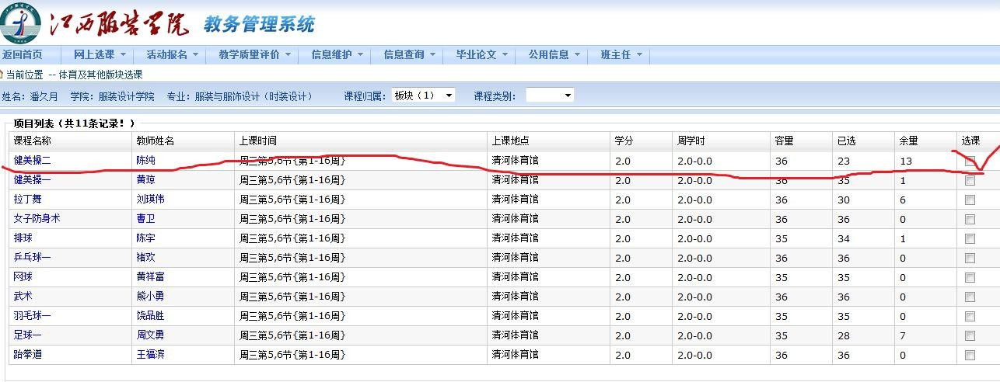 江西服装学院 教务管理系统
返回首页 网上选课 活动报名 教学质量评价 信息维护 信息查询 毕业论文 公用信息 班主任
当前位置 -- 体育及其他版块选课
姓名：潘久月 学院：服装设计学院 专业：服装与服饰设计（时装设计） 课程归属： 板块（1） 课程类别：
项目列表（共11条记录！）
课程名称 教师姓名 上课时间 上课地点 学分 周学时 容量 已选 余量 选课
健美操二 陈纯 周三第5,6节{第1-16周} 清河体育馆 2.0 2.0-0.0 36 23 13
健美操一 黄琼 周三第5,6节{第1-16周} 清河体育馆 2.0 2.0-0.0 36 35 1
拉丁舞 刘瑛伟 周三第5,6节{第1-16周} 清河体育馆 2.0 2.0-0.0 36 30 6
女子防身术 曹卫 周三第5,6节{第1-16周} 清河体育馆 2.0 2.0-0.0 36 36 0
排球 陈宇 周三第5,6节{第1-16周} 清河体育馆 2.0 2.0-0.0 35 34 1
乒乓球一 褚欢 周三第5,6节{第1-16周} 清河体育馆 2.0 2.0-0.0 36 36 0
网球 黄祥富 周三第5,6节{第1-16周} 清河体育馆 2.0 2.0-0.0 35 35 0
武术 熊小勇 周三第5,6节{第1-16周} 清河体育馆 2.0 2.0-0.0 36 36 0
羽毛球一 饶品胜 周三第5,6节{第1-16周} 清河体育馆 2.0 2.0-0.0 35 35 0
足球一 周文勇 周三第5,6节{第1-16周} 清河体育馆 2.0 2.0-0.0 35 28 7
跆拳道 王福滨 周三第5,6节{第1-16周} 清河体育馆 2.0 2.0-0.0 36 36 0